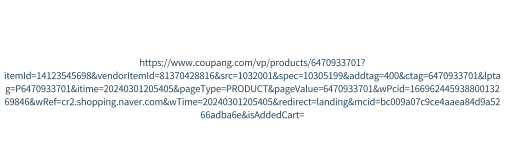 https://www.coupang.com/vp/products/6470933701?
itemId=14123545698&vendorItemId=81370428816&src=1032001&spec=10305199&addtag=400&ctag=6470933701&lpta
g=P6470933701&itime=20240301205405&pageType=PRODUCT&pageValue=6470933701&wPcid=166962445938800132
69846&wRef=cr2.shopping.naver.com&wTime=20240301205405&redirect=landing&mcid=bc009a07c9ce4aaea84d9a52
66adba6e&isAddedCart=